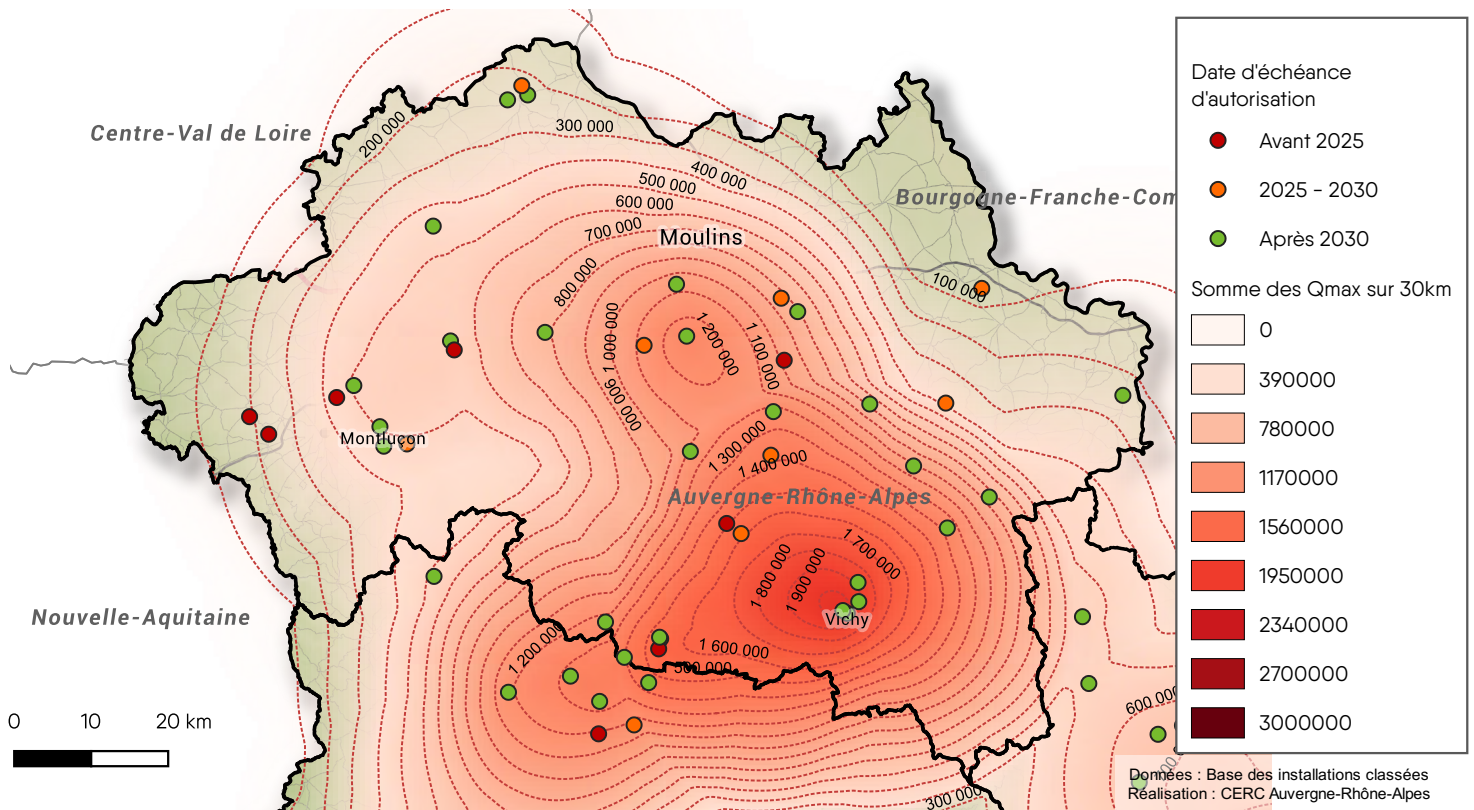 Centre-Val de Loire
200 000
300 000
400 000
500 000
600 000
700 000
Moulins
Bourgogne-Franche-Com
800 000
100 000
1 000 000
1 200 000
1 100 000
900 000
Montluçon
1 300 000
1 400 000
Auvergne-Rhône-Alpes
1 700 000
1 800 000
1 900 000
Nouvelle-Aquitaine
Vichy
1 200 000
1 600 000
500 000
600 000
300 000
0 10 20 km
Date d'échéance
d'autorisation
Avant 2025
2025 - 2030
Après 2030
Somme des Qmax sur 30km
0
390000
780000
1170000
1560000
1950000
2340000
2700000
3000000
Données : Base des installations classées
Réalisation : CERC Auvergne-Rhône-Alpes